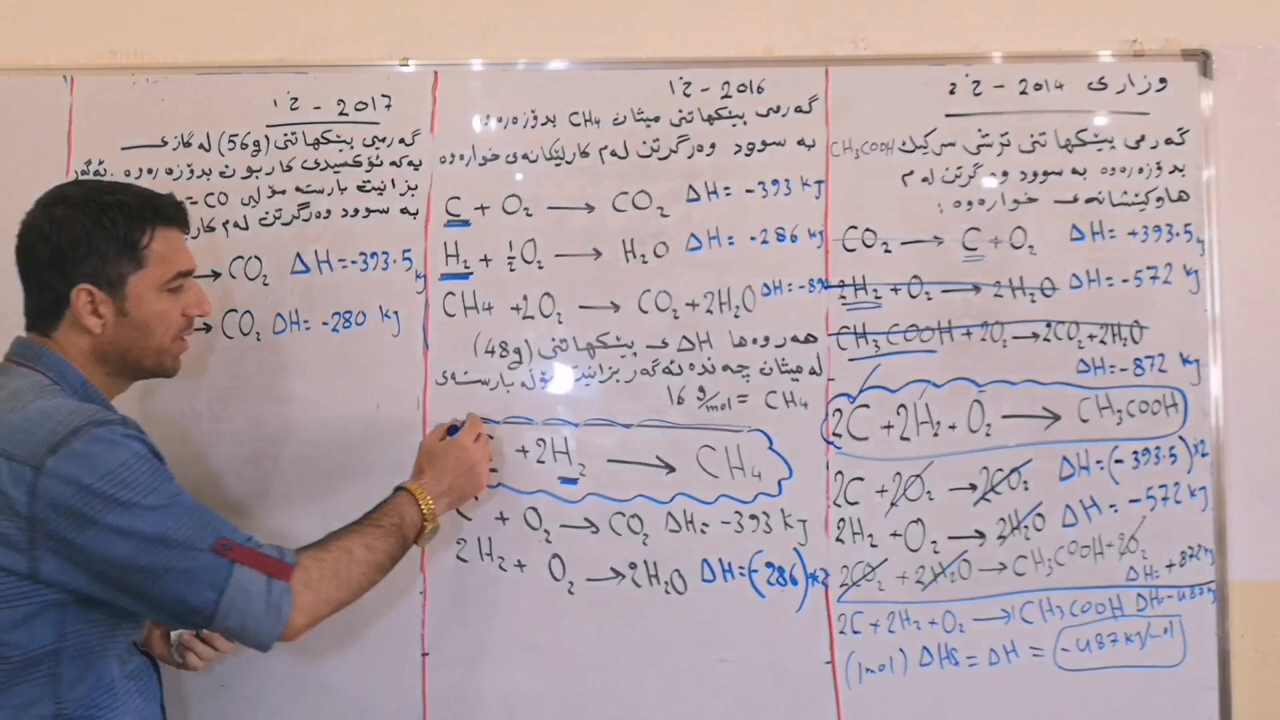 وزاری 2014 - خ2
گەرمی پێکهاتنی ترشی سرکیك CH3COOH
بدۆزەرەوە بە سوود وەرگرتن لەم
هاوکێشانەی خوارەوە:
CO2 → C + O2 ΔH = +393.5
2H2 + O2 → 2H2O ΔH = -572 kJ
CH3COOH + 2O2 → 2CO2 + 2H2O
ΔH = -872 kJ
2C + 2H2 + O2 → CH3COOH
2C + 2O2 → 2CO2 ΔH = (-393.5)×2
2H2 + O2 → 2H2O ΔH = -572 kJ
2CO2 + 2H2O → CH3COOH + 2O2
ΔH = +872 kJ
2C + 2H2 + O2 → CH3COOH ΔH = -487 kJ
(1mol) ΔHs = ΔH = -487 kJ/mol
2016 - خ1
گەرمی پێکهاتنی میثان CH4 بدۆزەرەوە
بە سوود وەرگرتن لەم کارلێکانەی خوارەوە
C + O2 → CO2 ΔH = -393 kJ
H2 + ½O2 → H2O ΔH = -286 kJ
CH4 + 2O2 → CO2 + 2H2O ΔH = -89
هەروەها ΔH ی پێکهاتنی (48g)
لە میثان چەندە ئەگەر بزانیت مۆڵە بارستەی
CH4 = 16 g/mol
+ 2H2 → CH4
C + O2 → CO2 ΔH = -393 kJ
2H2 + O2 → 2H2O ΔH = (-286)×2
2017 - خ1
گەرمی پێکهاتنی (56g) لە گازی
یەکە ئۆکسیدی کاربون بدۆزەرەوە. ئەگەر
بزانیت بارستە مۆلی CO =
بە سوود وەرگرتن لەم کار
→ CO2 ΔH = -393.5 kJ
→ CO2 ΔH = -280 kJ